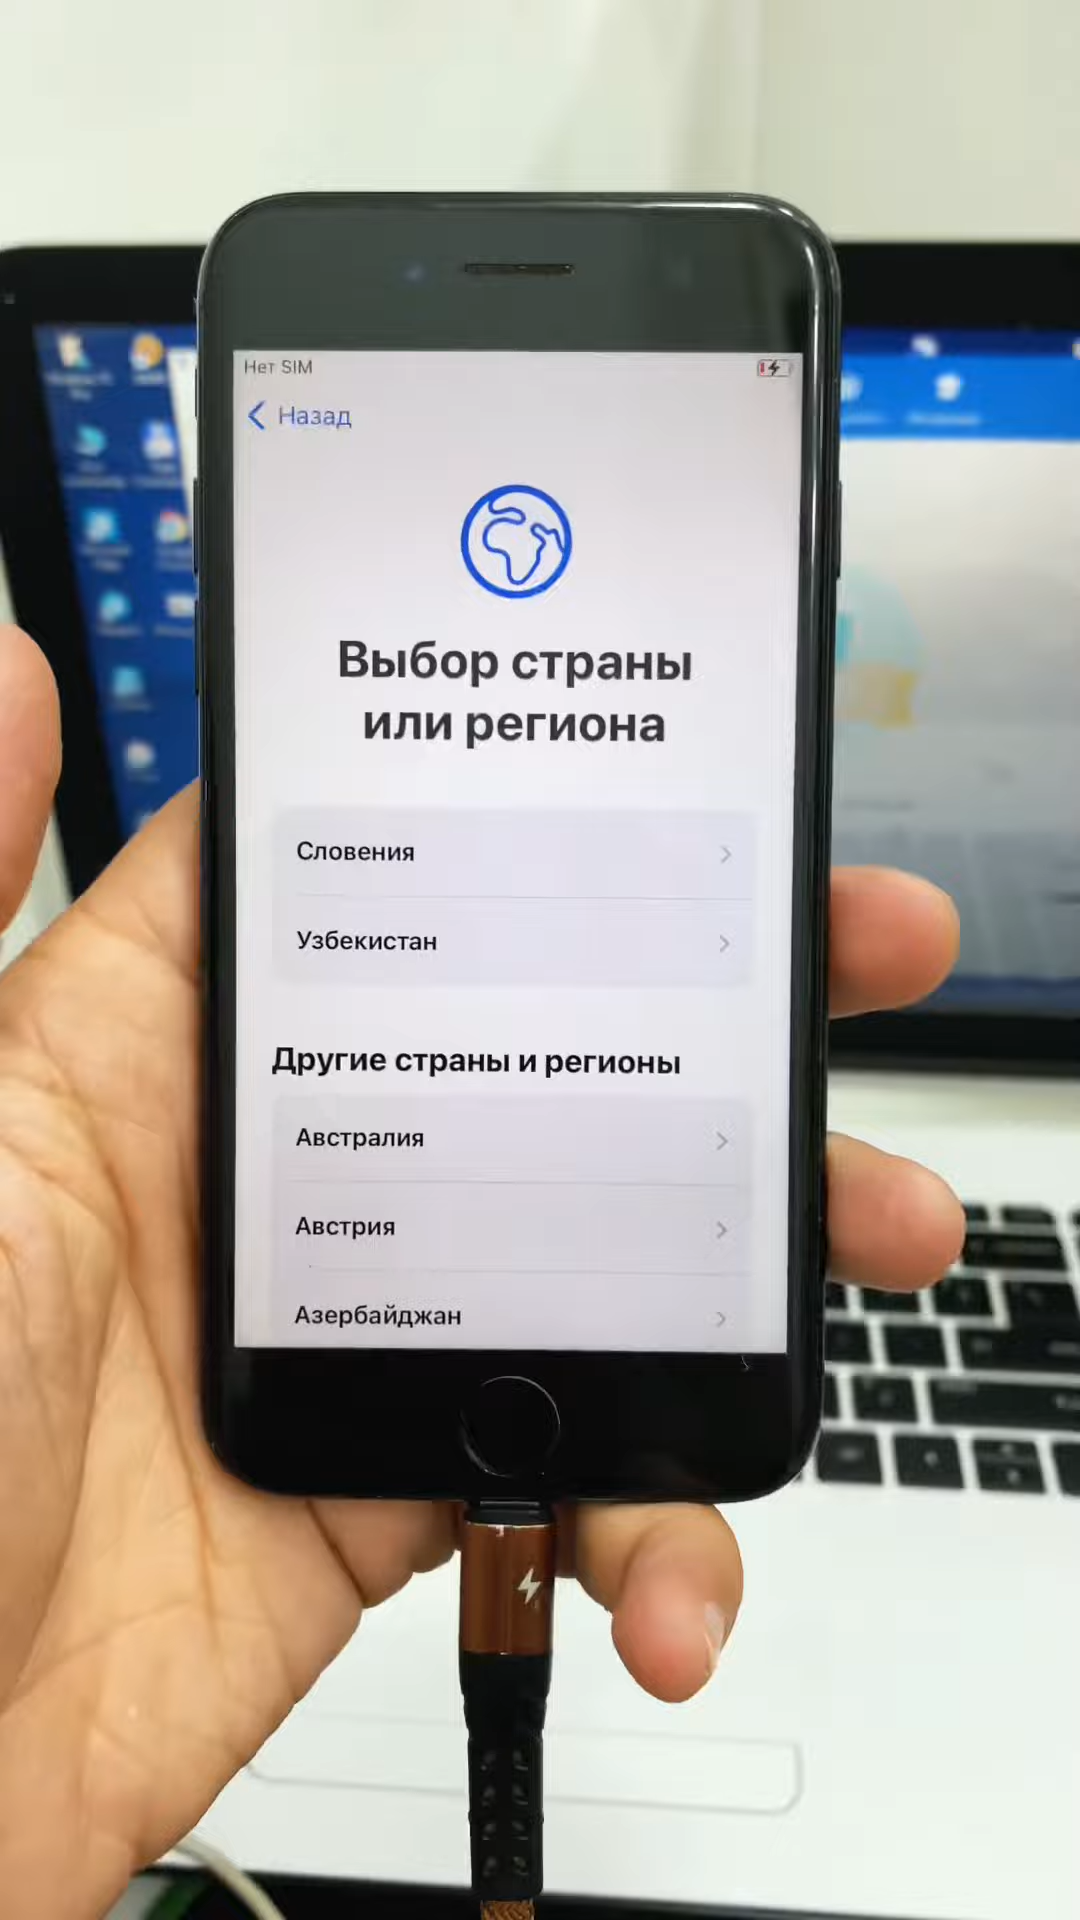 Нет SIM
Назад
Выбор страны
или региона
Словения
Узбекистан
Другие страны и регионы
Австралия
Австрия
Азербайджан